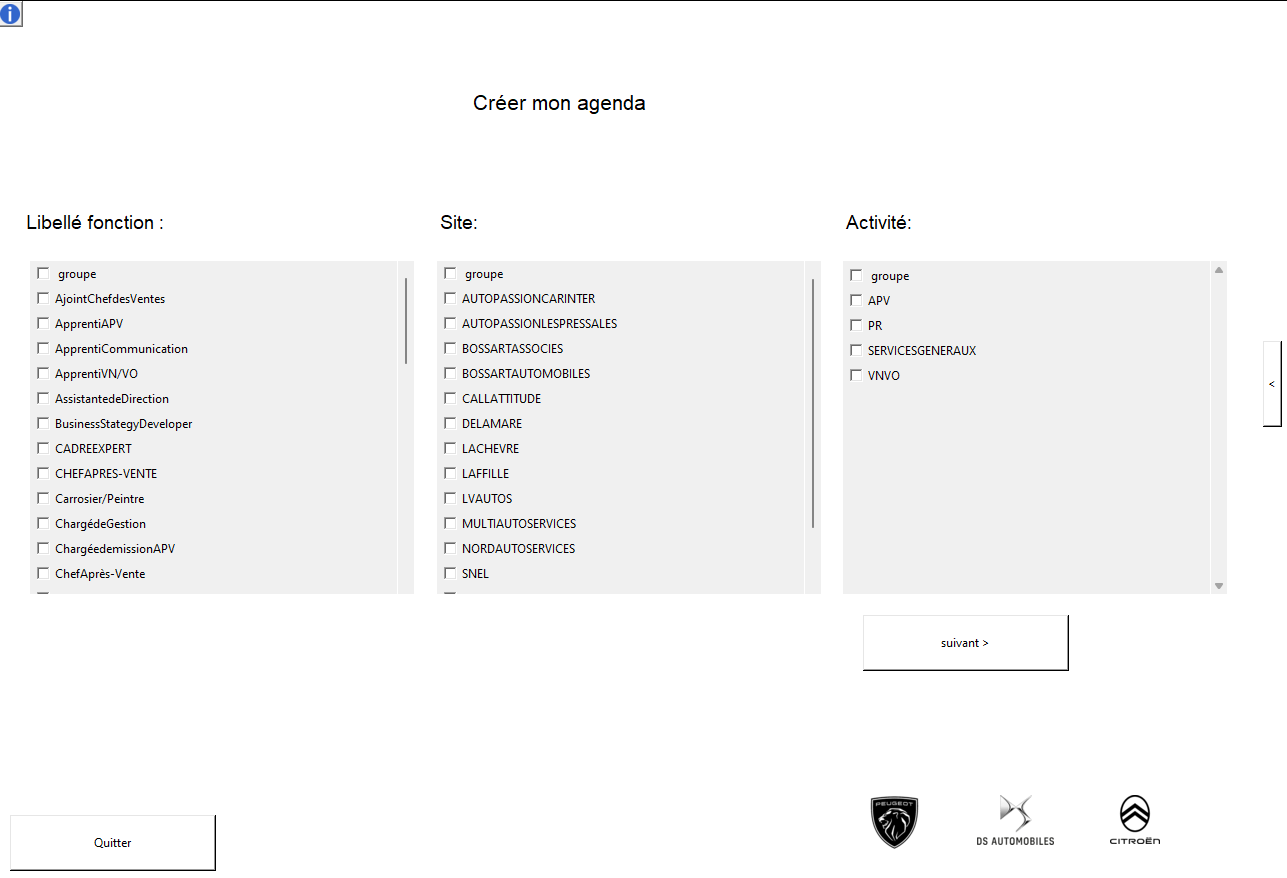 Créer mon agenda
Libellé fonction :
groupe
AjointChefdesVentes
ApprentiAPV
ApprentiCommunication
ApprentiVN/VO
AssistantedeDirection
BusinessStategyDeveloper
CADREEXPERT
CHEFAPRES-VENTE
Carrosier/Peintre
ChargédeGestion
ChargéedemissionAPV
ChefAprès-Vente
Site:
groupe
AUTOPASSIONCARINTER
AUTOPASSIONLESPRESSALES
BOSSARTASSOCIES
BOSSARTAUTOMOBILES
CALLATTITUDE
DELAMARE
LACHEVRE
LAFFILLE
LVAUTOS
MULTIAUTOSERVICES
NORDAUTOSERVICES
SNEL
Activité:
groupe
APV
PR
SERVICESGENERAUX
VNVO
<
suivant >
Quitter
PEUGEOT
DS AUTOMOBILES
CITROËN